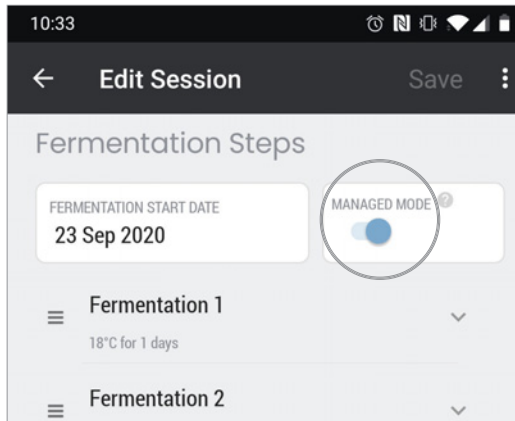 10:33
Edit Session Save
Fermentation Steps
FERMENTATION START DATE MANAGED MODE ?
23 Sep 2020
Fermentation 1
18°C for 1 days
Fermentation 2